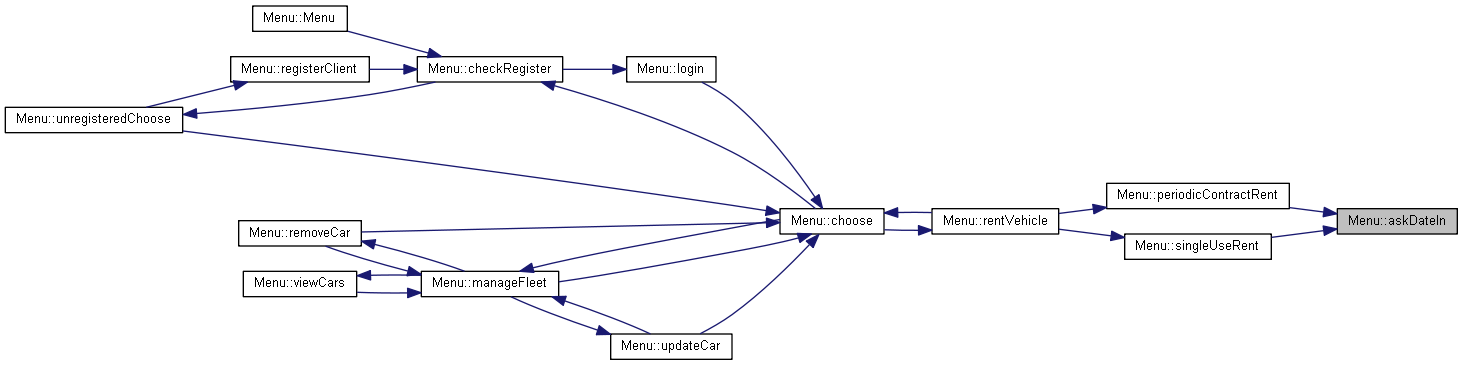 Menu::Menu
Menu::registerClient
Menu::checkRegister
Menu::login
Menu::unregisteredChoose
Menu::periodicContractRent
Menu::removeCar
Menu::choose
Menu::rentVehicle
Menu::askDateIn
Menu::singleUseRent
Menu::viewCars
Menu::manageFleet
Menu::updateCar